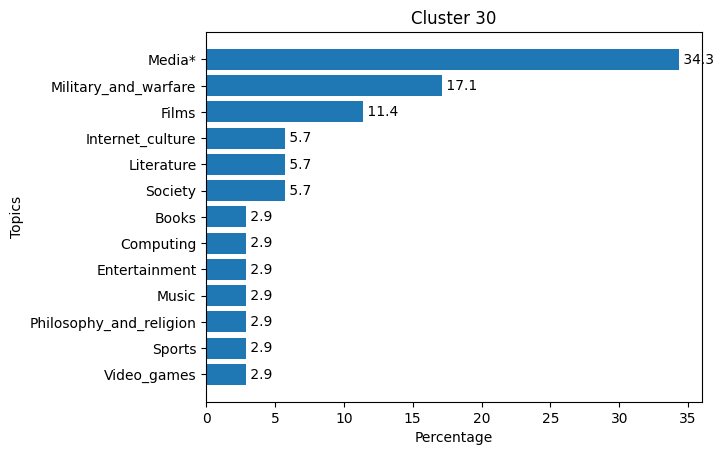 Cluster 30
Topics
Media* 34.3
Military_and_warfare 17.1
Films 11.4
Internet_culture 5.7
Literature 5.7
Society 5.7
Books 2.9
Computing 2.9
Entertainment 2.9
Music 2.9
Philosophy_and_religion 2.9
Sports 2.9
Video_games 2.9
0 5 10 15 20 25 30 35
Percentage